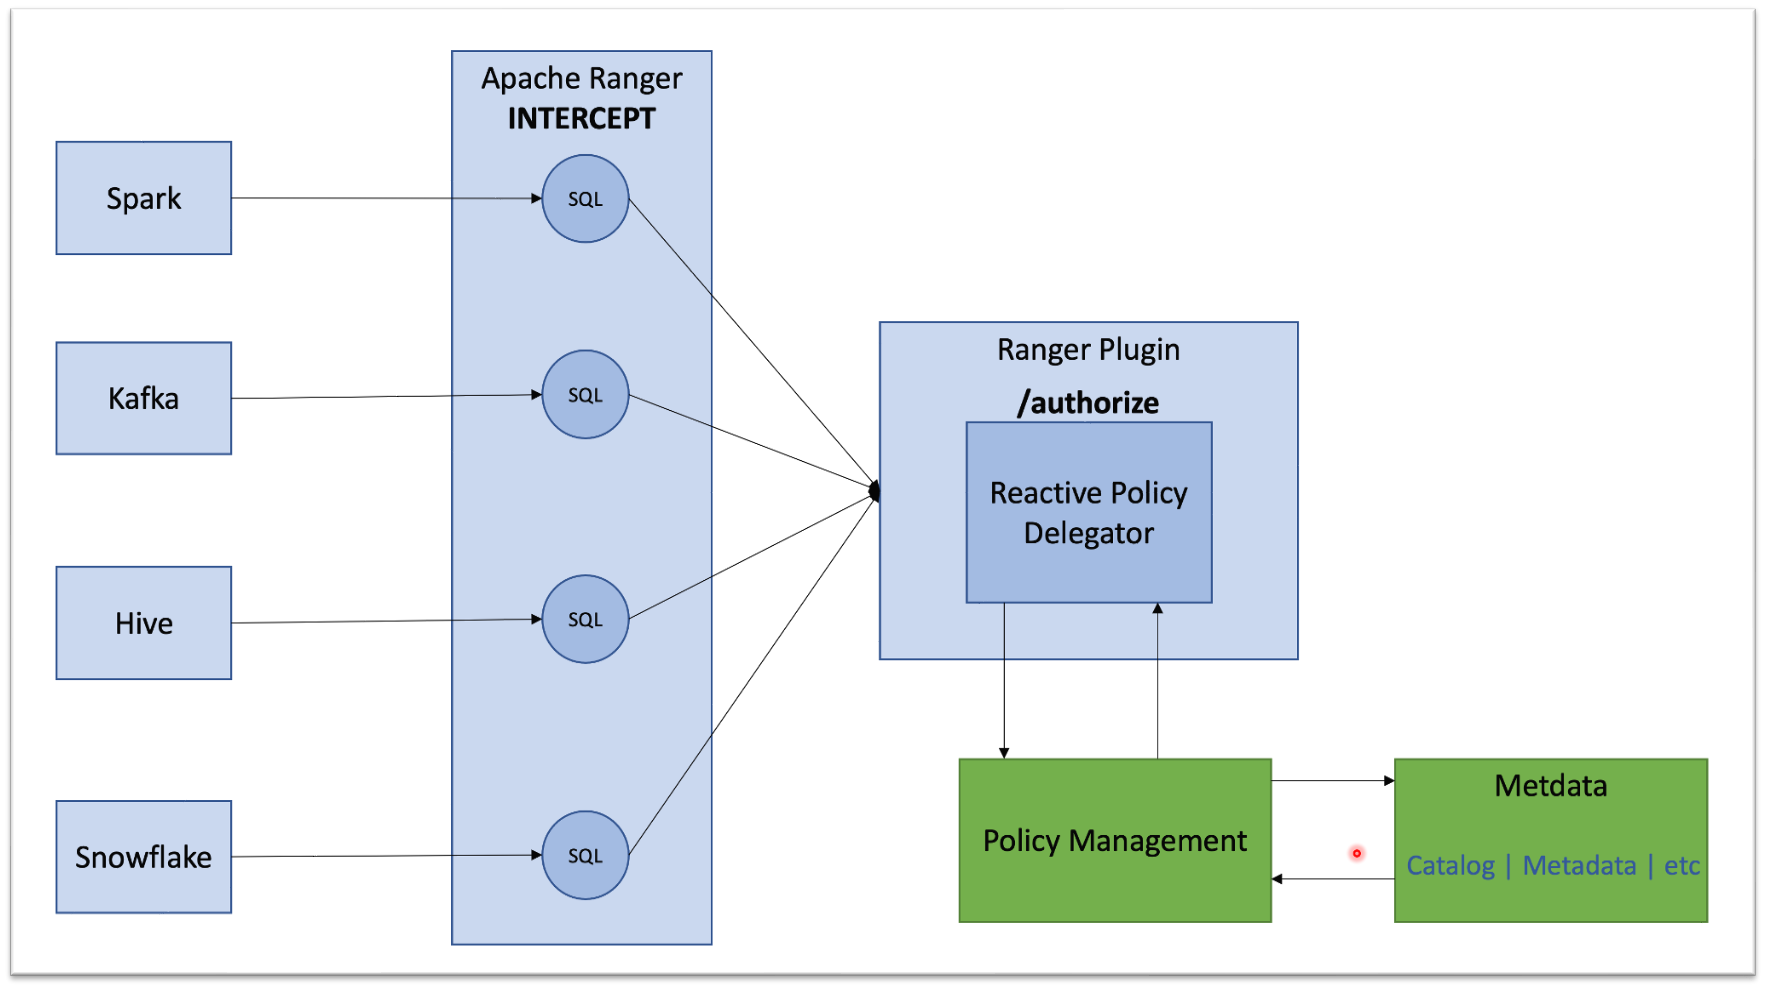 Apache Ranger
INTERCEPT
Spark
SQL
Kafka
SQL
Hive
SQL
Snowflake
SQL
Ranger Plugin
/authorize
Reactive Policy
Delegator
Policy Management
Metdata
Catalog | Metadata | etc